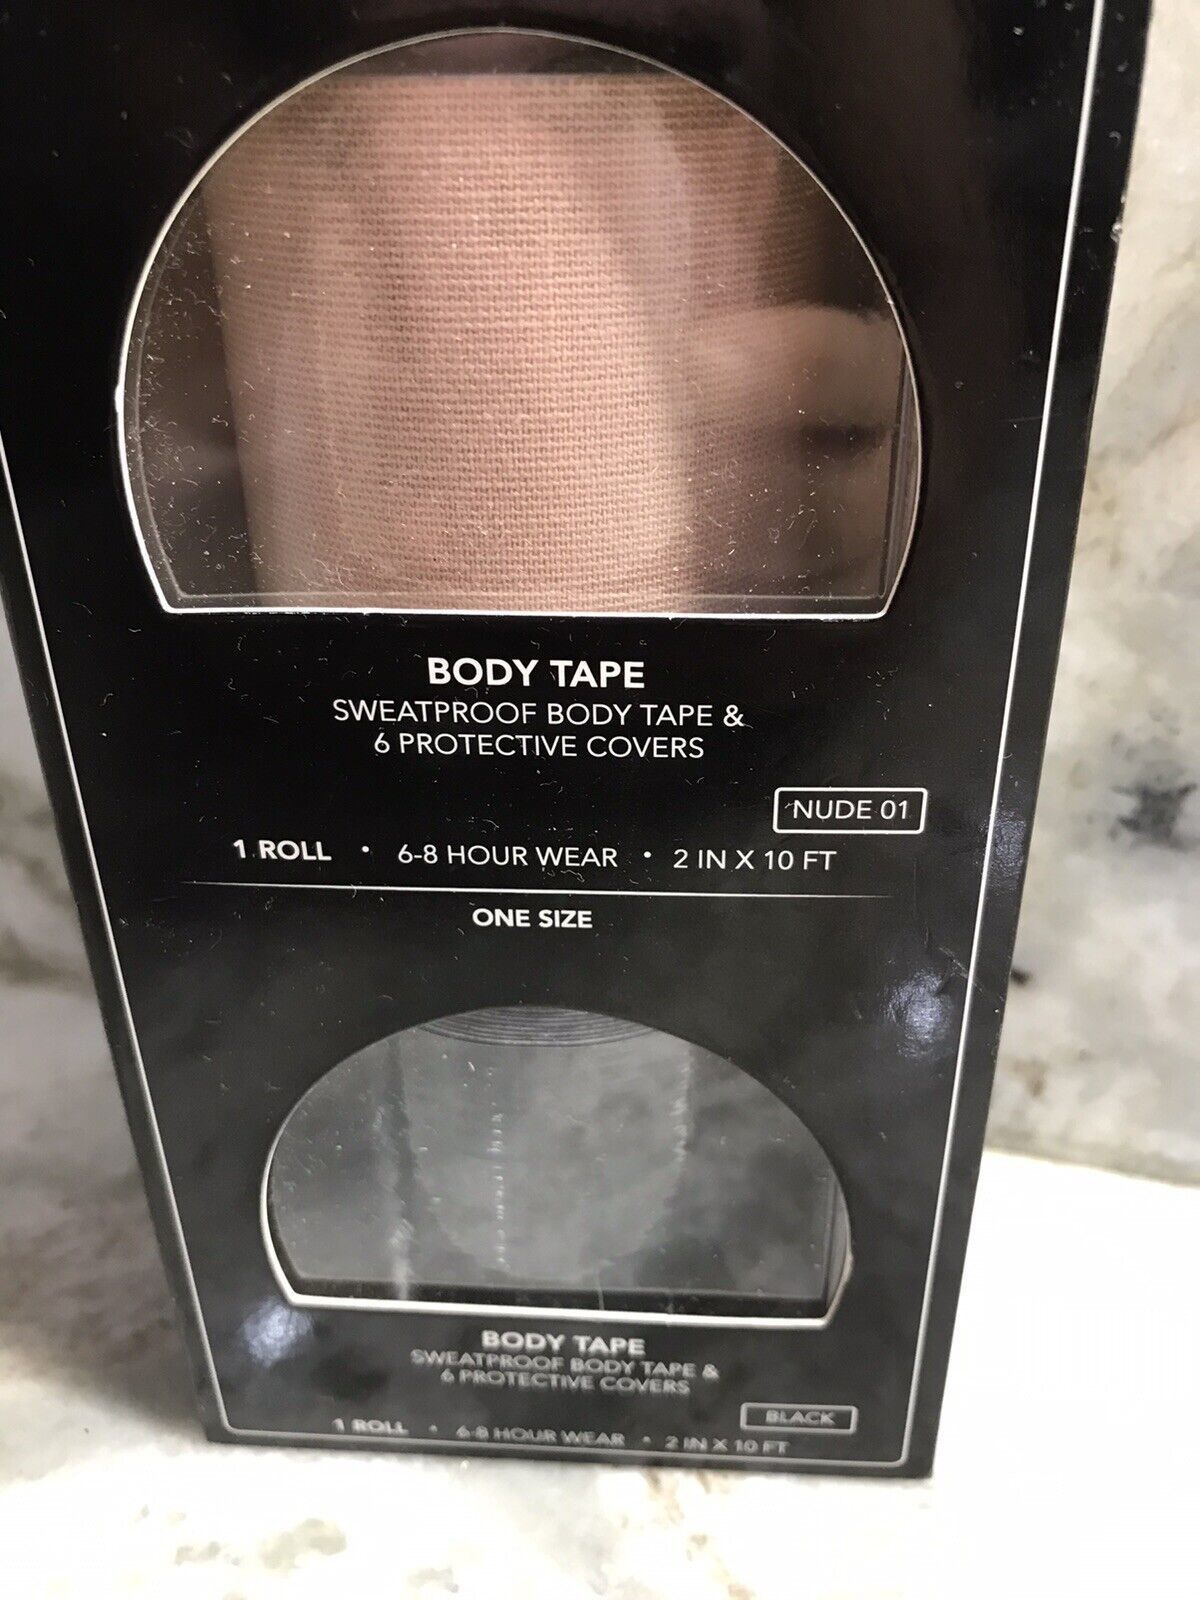 BODY TAPE
SWEATPROOF BODY TAPE &
6 PROTECTIVE COVERS
NUDE 01
1 ROLL • 6-8 HOUR WEAR • 2 IN X 10 FT
ONE SIZE
BODY TAPE
SWEATPROOF BODY TAPE &
6 PROTECTIVE COVERS
BLACK
1 ROLL • 6-8 HOUR WEAR • 2 IN X 10 FT